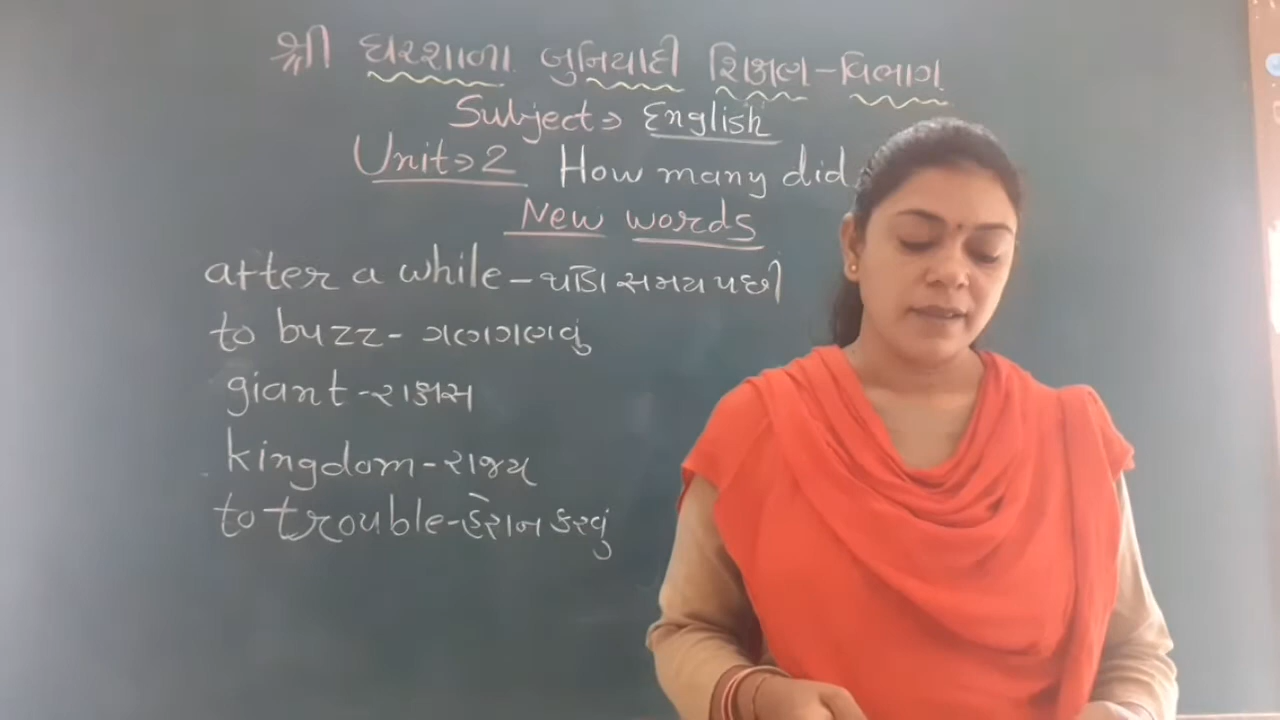 શ્રી ધરશાળા બુનિયાદી શિક્ષણ-વિભાગ
Subject → English
Unit → 2 How many did
New words
after a while - થોડા સમય પછી
to buzz - ગણગણવું
giant - રાક્ષસ
kingdom - રાજ્ય
to trouble - હેરાન કરવું